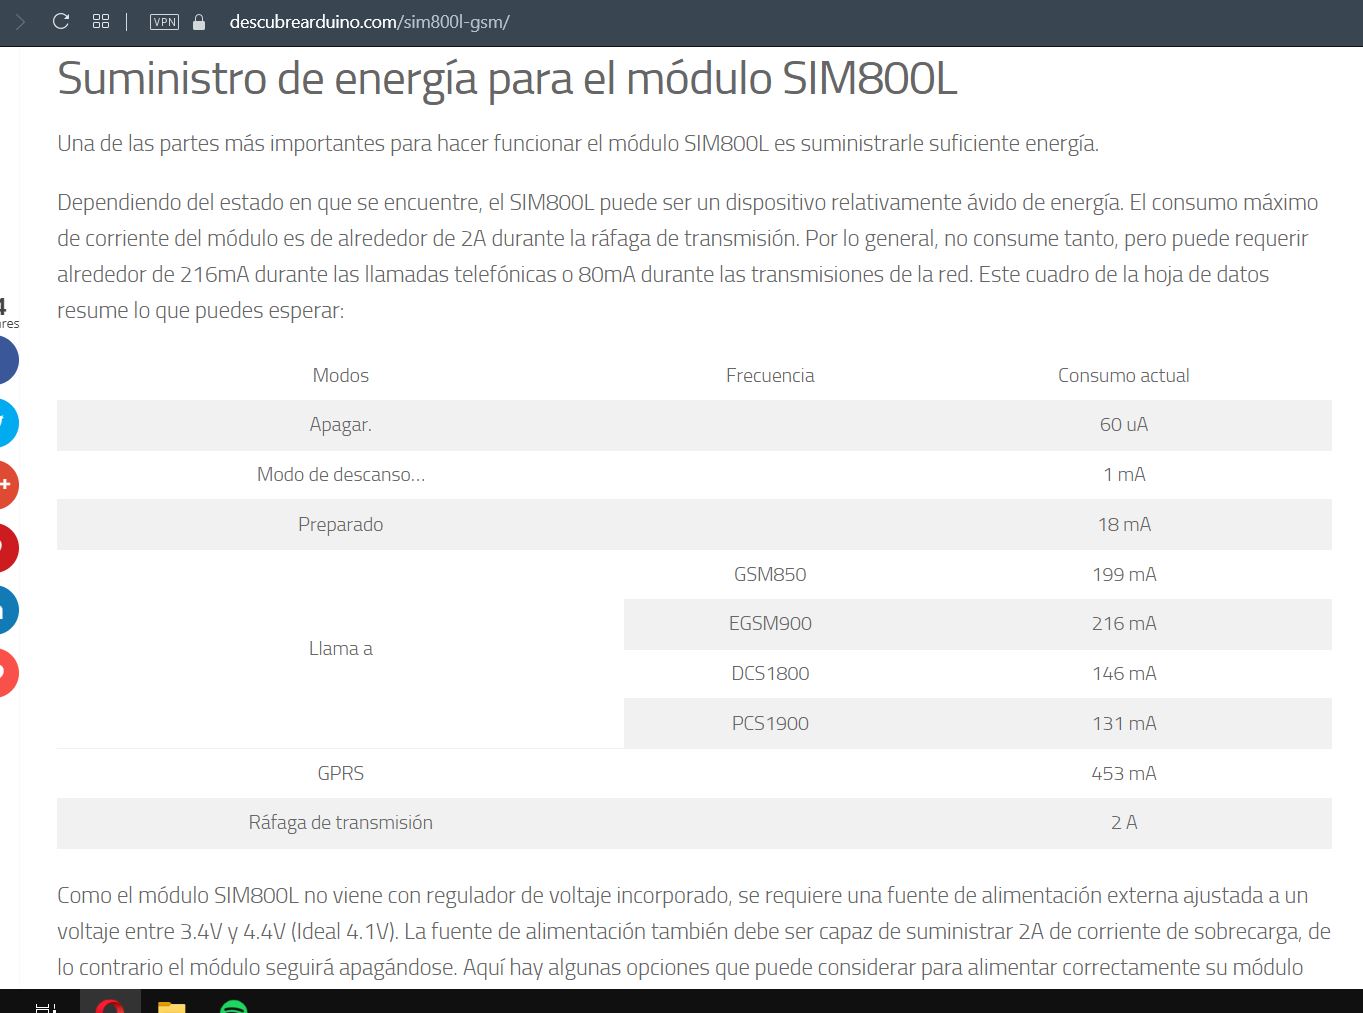 VPN descubrearduino.com/sim800l-gsm/
Suministro de energía para el módulo SIM800L
Una de las partes más importantes para hacer funcionar el módulo SIM800L es suministrarle suficiente energía.
Dependiendo del estado en que se encuentre, el SIM800L puede ser un dispositivo relativamente ávido de energía. El consumo máximo
de corriente del módulo es de alrededor de 2A durante la ráfaga de transmisión. Por lo general, no consume tanto, pero puede requerir
alrededor de 216mA durante las llamadas telefónicas o 80mA durante las transmisiones de la red. Este cuadro de la hoja de datos
resume lo que puedes esperar:
4
Modos Frecuencia Consumo actual
Apagar. 60 uA
Modo de descanso... 1 mA
Preparado 18 mA
GSM850 199 mA
EGSM900 216 mA
Llama a
DCS1800 146 mA
PCS1900 131 mA
GPRS 453 mA
Ráfaga de transmisión 2 A
Como el módulo SIM800L no viene con regulador de voltaje incorporado, se requiere una fuente de alimentación externa ajustada a un
voltaje entre 3.4V y 4.4V (Ideal 4.1V). La fuente de alimentación también debe ser capaz de suministrar 2A de corriente de sobrecarga, de
lo contrario el módulo seguirá apagándose. Aquí hay algunas opciones que puede considerar para alimentar correctamente su módulo